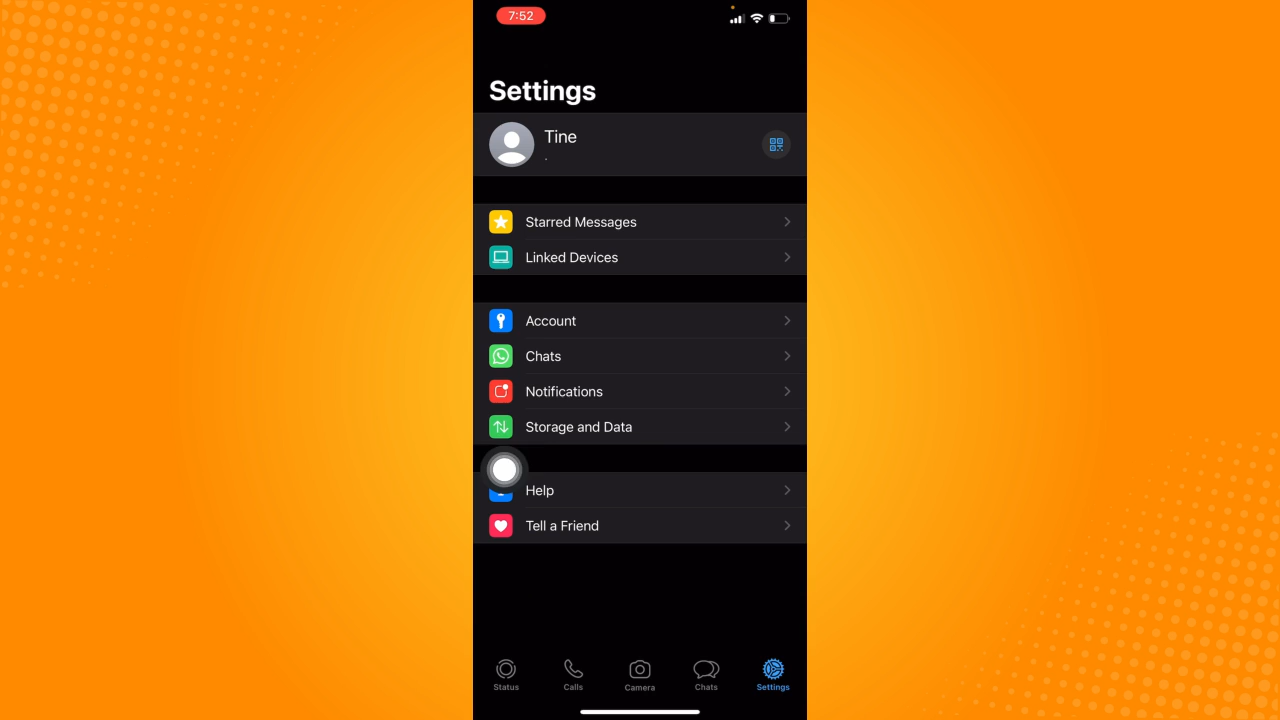 7:52
Settings
Tine
.
Starred Messages
Linked Devices
Account
Chats
Notifications
Storage and Data
Help
Tell a Friend
Status
Calls
Camera
Chats
Settings